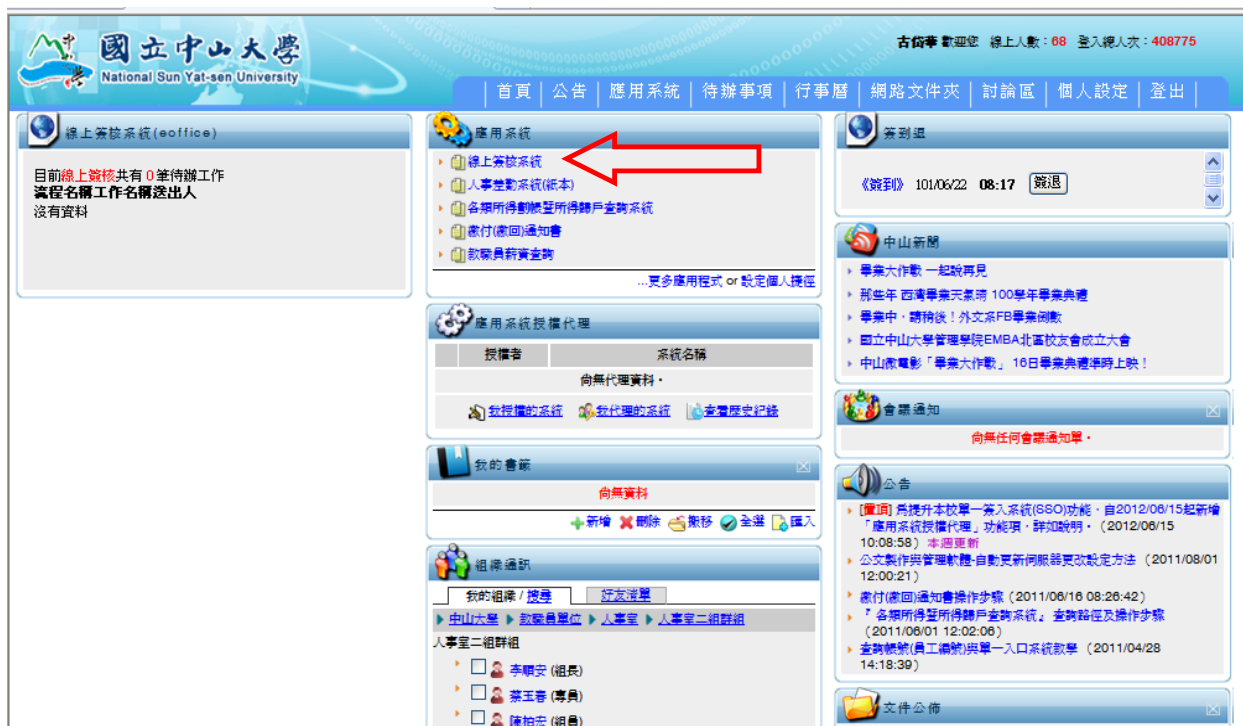 國立中山大學
National Sun Yat-sen University
古岱華 歡迎您 線上人數：68 登入總人次：408775
首頁│公告│應用系統│待辦事項│行事曆│網路文件夾│討論區│個人設定│登出│
線上簽核系統(eoffice)
目前線上簽核共有 0 筆待辦工作
流程名稱工作名稱送出人
沒有資料
應用系統
線上簽核系統
人事差勤系統(紙本)
各類所得劃帳暨所得歸戶查詢系統
繳付(繳回)通知書
教職員薪資查詢
...更多應用程式 or 設定個人捷徑
應用系統授權代理
授權者 系統名稱
尚無代理資料。
我授權的系統 我代理的系統 查看歷史紀錄
我的書籤
尚無資料
新增 刪除 搬移 全選 匯入
組織通訊
我的組織 / 搜尋 好友清單
中山大學 教職員單位 人事室 人事室二組群組
人事室二組群組
李順安 (組長)
蔡玉春 (專員)
陳柏宏 (組員)
簽到退
《簽到》 101/06/22 08:17 簽退
中山新聞
畢業大作戰 一起說再見
那些年 西灣畢業天氣晴 100學年畢業典禮
畢業中，請稍後！外文系FB畢業倒數
國立中山大學管理學院EMBA北區校友會成立大會
中山微電影「畢業大作戰」 16日畢業典禮準時上映！
會議通知
尚無任何會議通知單。
公告
[置頂] 為提升本校單一簽入系統(SSO)功能，自2012/06/15起新增
「應用系統授權代理」功能項，詳如說明。（2012/06/15
10:08:58）本週更新
公文製作與管理軟體-自動更新伺服器更改設定方法（2011/08/01
12:00:21）
繳付(繳回)通知書操作步驟（2011/06/16 08:26:42）
『 各類所得暨所得歸戶查詢系統』 查詢路徑及操作步驟
（2011/06/01 12:02:06）
查詢帳號(員工編號)與單一入口系統教學（2011/04/28
14:18:39）
文件公佈